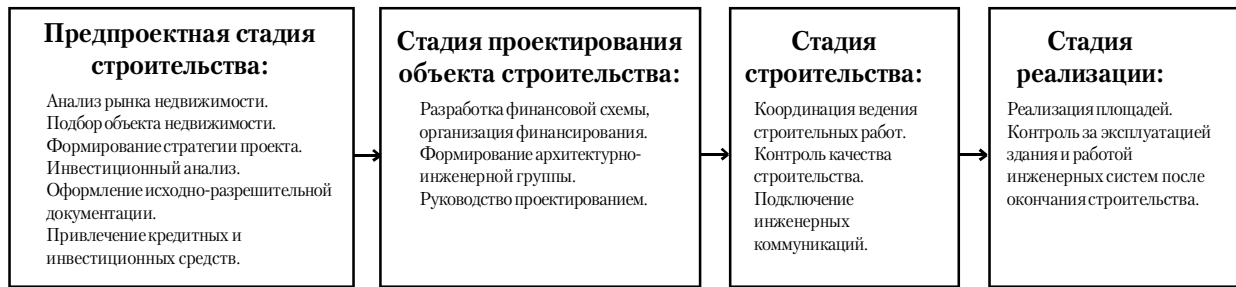 Предпроектная стадия
строительства:
Анализ рынка недвижимости.
Подбор объекта недвижимости.
Формирование стратегии проекта.
Инвестиционный анализ.
Оформление исходно-разрешительной
документации.
Привлечение кредитных и
инвестиционных средств.
Стадия проектирования
объекта строительства:
Разработка финансовой схемы,
организация финансирования.
Формирование архитектурно-
инженерной группы.
Руководство проектированием.
Стадия
строительства:
Координация ведения
строительных работ.
Контроль качества
строительства.
Подключение
инженерных
коммуникаций.
Стадия
реализации:
Реализация площадей.
Контроль за эксплуатацией
здания и работой
инженерных систем после
окончания строительства.